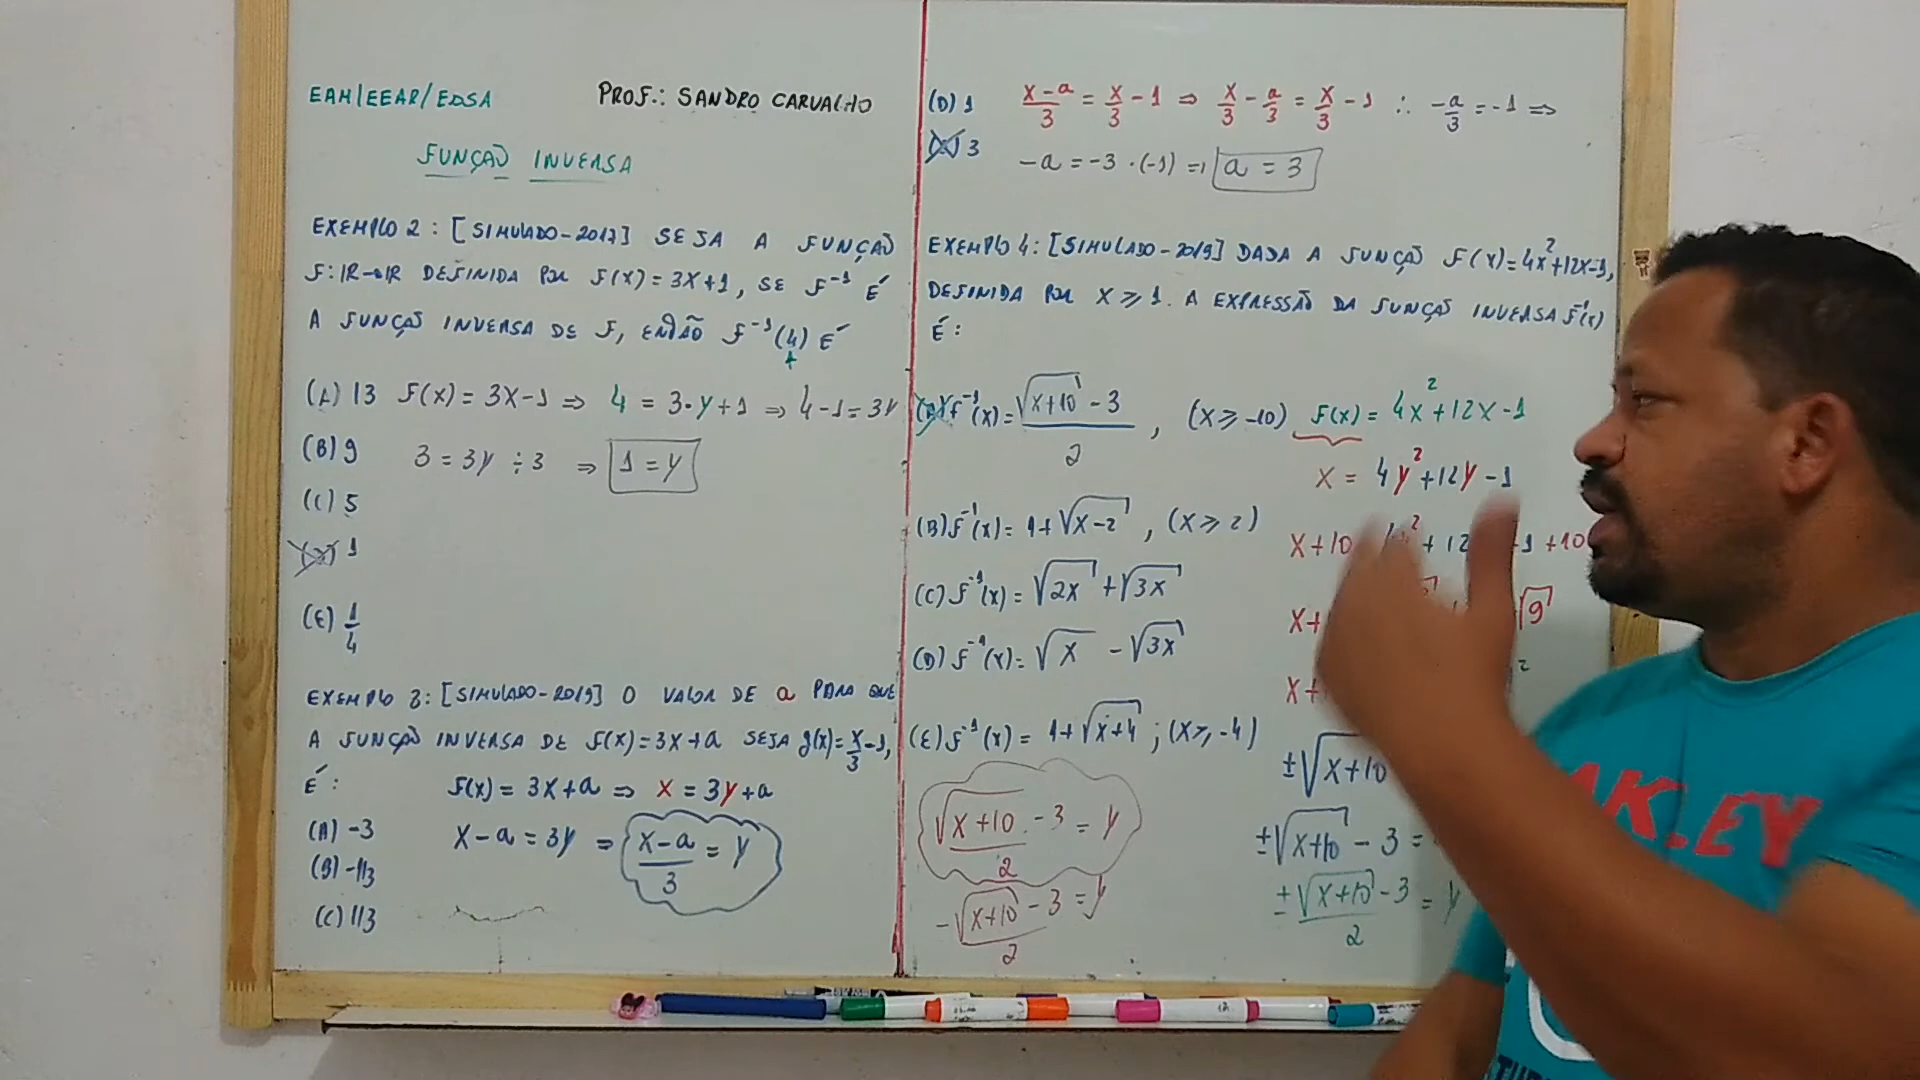 EAM/EEAR/EDSA
PROF.: SANDRO CARVALHO
FUNÇÃO INVERSA
EXEMPLO 2: [SIMULADO-2017] SEJA A FUNÇÃO
F: IR→IR DEFINIDA POR F(X)=3X+1, SE F⁻¹ É
A FUNÇÃO INVERSA DE F, ENTÃO F⁻¹(4) É
(A) 13 F(X) = 3X-1 ⇒ 4 = 3·y+1 ⇒ 4-1=3y
(B) 9 3 = 3y ÷3 ⇒ 1 = y
(C) 5
(D) 1
(E) 1/4
EXEMPLO 3: [SIMULADO-2019] O VALOR DE a PARA QUE
A FUNÇÃO INVERSA DE F(X)=3X+a SEJA g(x)=x/3-1,
É:
F(X) = 3X+a ⇒ X = 3y+a
(A) -3 X-a = 3y ⇒ (X-a)/3 = y
(B) -1/3
(C) 1/3
(D) 1 (X-a)/3 = X/3 - 1 ⇒ X/3 - a/3 = X/3 - 1 ∴ -a/3 = -1 ⇒
3 -a = -3·(-1) ⇒ a = 3
EXEMPLO 4: [SIMULADO-2019] DADA A FUNÇÃO F(X)=4X²+12X-1,
DEFINIDA POR X ≥ 1. A EXPRESSÃO DA FUNÇÃO INVERSA F⁻¹(x)
É:
(A) F⁻¹(X) = (√(X+10) - 3)/2 , (X ≥ -10)
(B) F⁻¹(X) = 1+√(X-2) , (X ≥ 2)
(C) F⁻¹(X) = √(2X) + √(3X)
(D) F⁻¹(X) = √X - √(3X)
(E) F⁻¹(X) = 1+√(X+4) ; (X ≥ -4)
(√(X+10) - 3)/2 = y
(-√(X+10) - 3)/2 = y
F(X) = 4X²+12X-1
X = 4y²+12y-1
X+10 ² + 12 -1 +10
X+ √9
X+ ²
±√(X+10)
±√(X+10) - 3 =
(±√(X+10) - 3)/2 = y